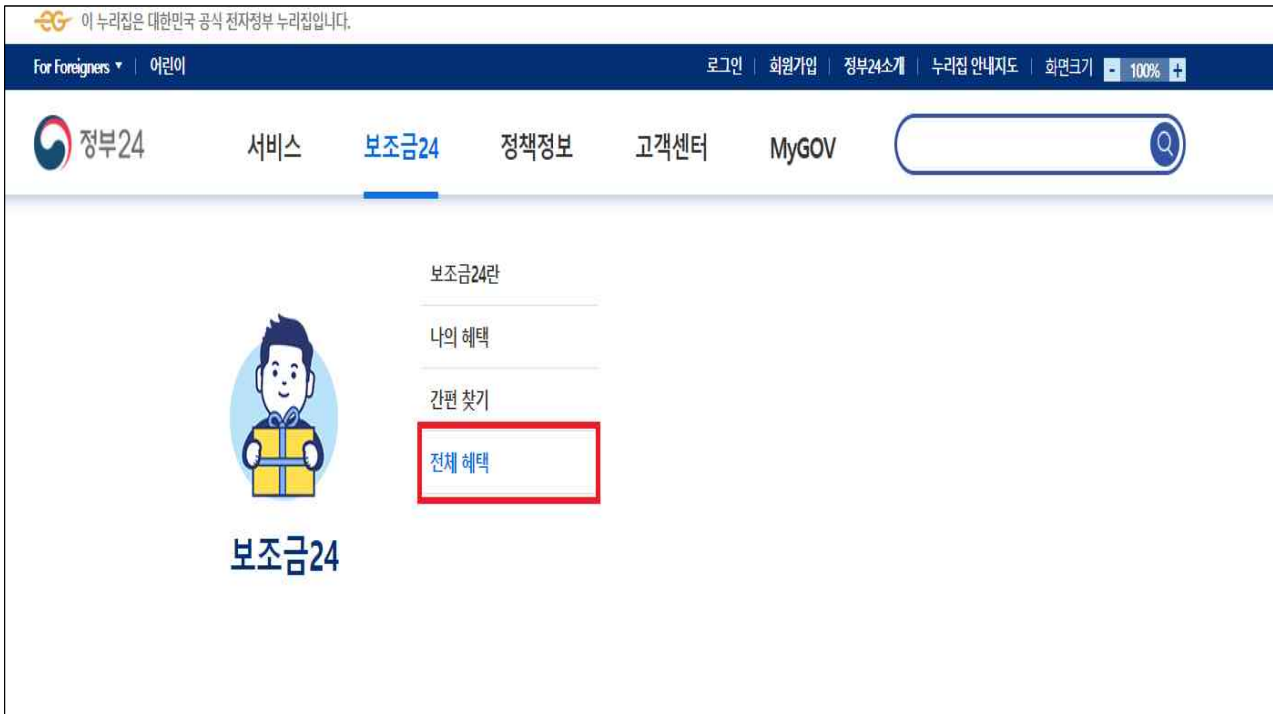 이 누리집은 대한민국 공식 전자정부 누리집입니다.
For Foreigners ▾ | 어린이 로그인 | 회원가입 | 정부24소개 | 누리집 안내지도 | 화면크기 - 100% +
정부24 서비스 보조금24 정책정보 고객센터 MyGOV
보조금24란
나의 혜택
간편 찾기
전체 혜택
보조금24